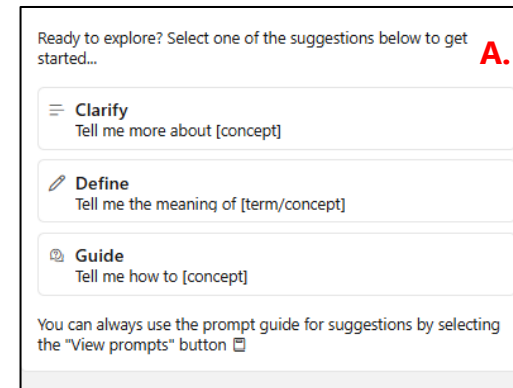 Ready to explore? Select one of the suggestions below to get
started...
A.
Clarify
Tell me more about [concept]
Define
Tell me the meaning of [term/concept]
Guide
Tell me how to [concept]
You can always use the prompt guide for suggestions by selecting
the "View prompts" button